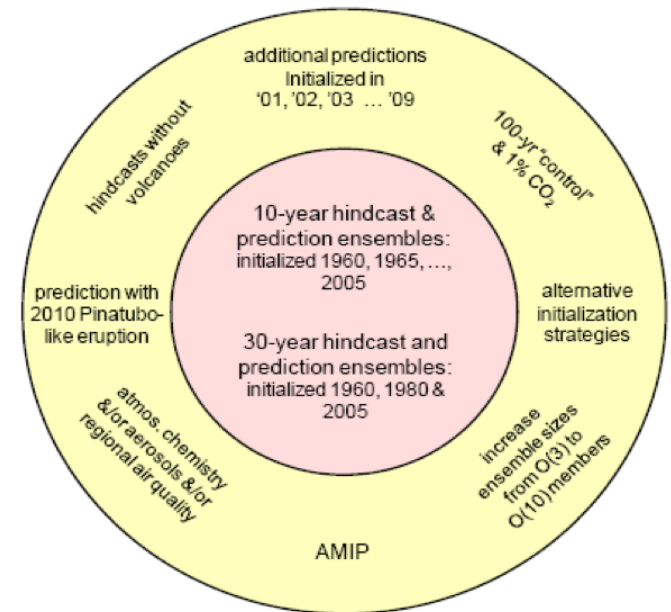 additional predictions
Initialized in
'01, '02, '03 ... '09
hindcasts without
volcanoes
100-yr "control"
& 1% CO₂
10-year hindcast &
prediction ensembles:
initialized 1960, 1965, ...,
2005
prediction with
2010 Pinatubo-
like eruption
alternative
initialization
strategies
30-year hindcast and
prediction ensembles:
initialized 1960, 1980 &
2005
atmos. chemistry
&/or aerosols &/or
regional air quality
increase
ensemble sizes
from O(3) to
O(10) members
AMIP